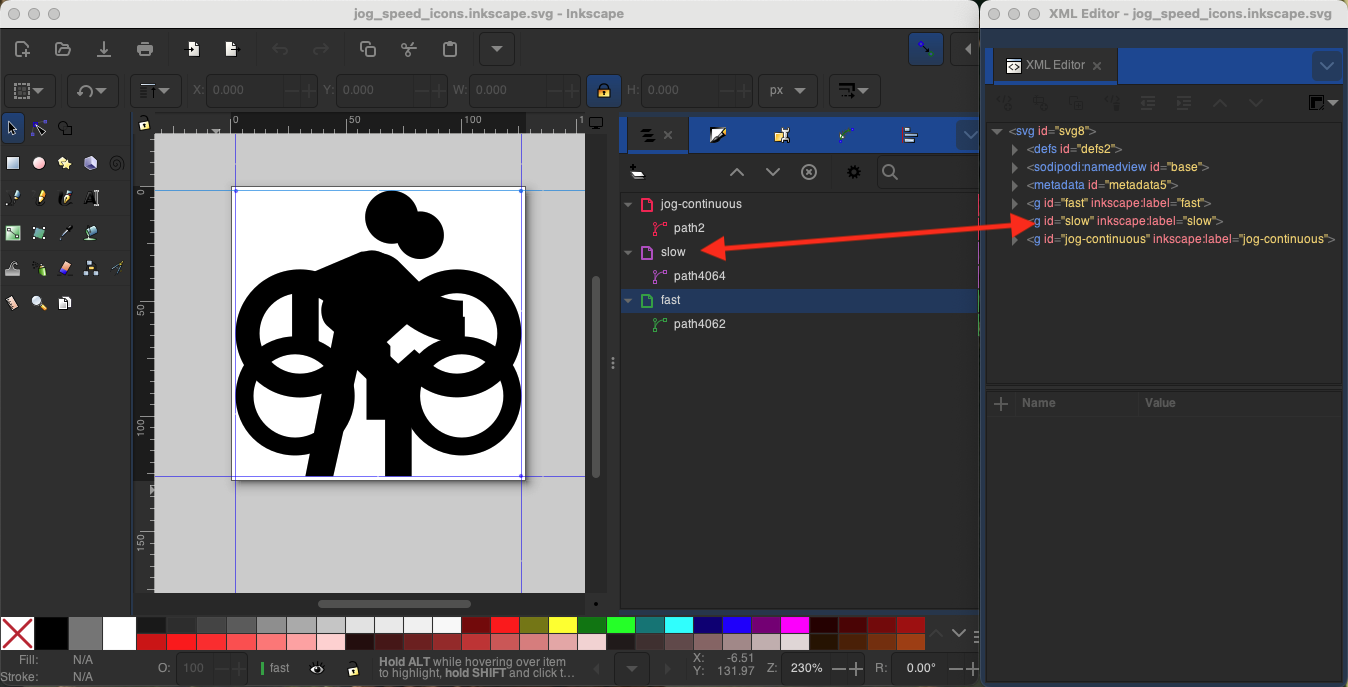 jog_speed_icons.inkscape.svg - Inkscape
XML Editor - jog_speed_icons.inkscape.svg
X: 0.000
Y: 0.000
W: 0.000
H: 0.000
px
XML Editor
0
50
100
1
0
50
100
150
jog-continuous
path2
slow
path4064
fast
path4062
<svg id="svg8">
<defs id="defs2">
<sodipodi:namedview id="base">
<metadata id="metadata5">
<g id="fast" inkscape:label="fast">
<g id="slow" inkscape:label="slow">
<g id="jog-continuous" inkscape:label="jog-continuous">
Name
Value
Fill: N/A
Stroke: N/A
O: 100
fast
Hold ALT while hovering over item
to highlight, hold SHIFT and click t...
X: -6.51
Y: 131.97
Z: 230%
R: 0.00°